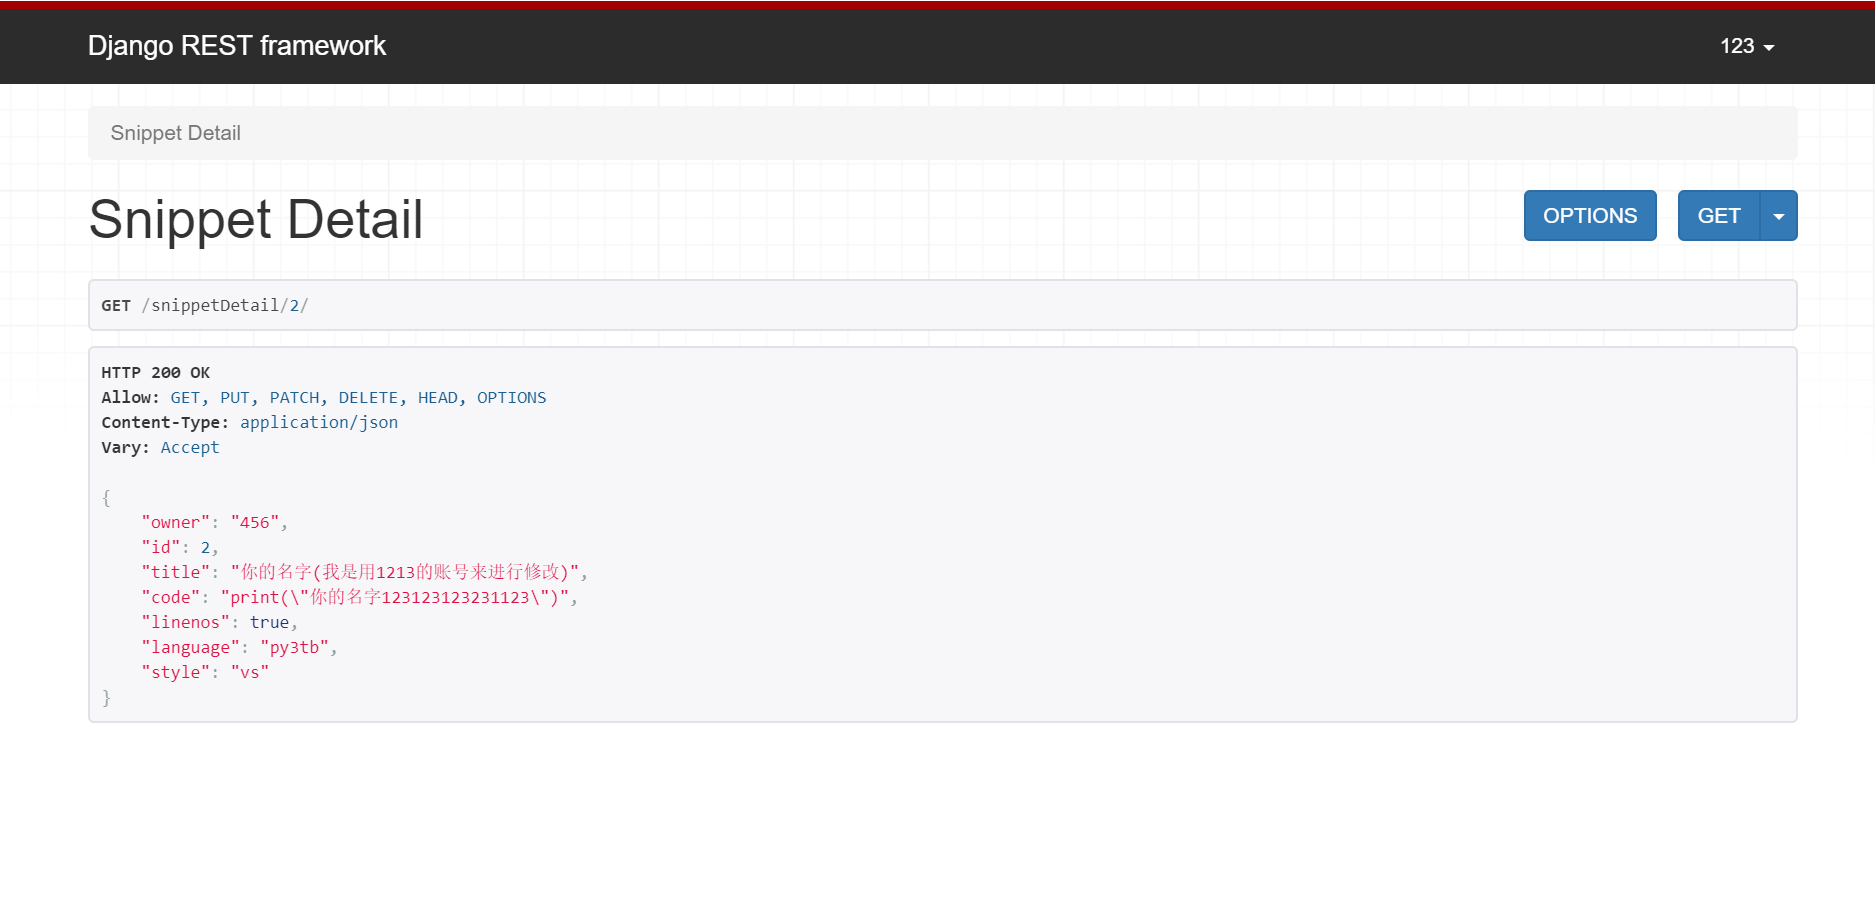 Django REST framework
123
Snippet Detail
Snippet Detail
OPTIONS
GET
GET /snippetDetail/2/
HTTP 200 OK
Allow: GET, PUT, PATCH, DELETE, HEAD, OPTIONS
Content-Type: application/json
Vary: Accept
{
    "owner": "456",
    "id": 2,
    "title": "你的名字(我是用1213的账号来进行修改)",
    "code": "print(\"你的名字123123123231123\")",
    "linenos": true,
    "language": "py3tb",
    "style": "vs"
}